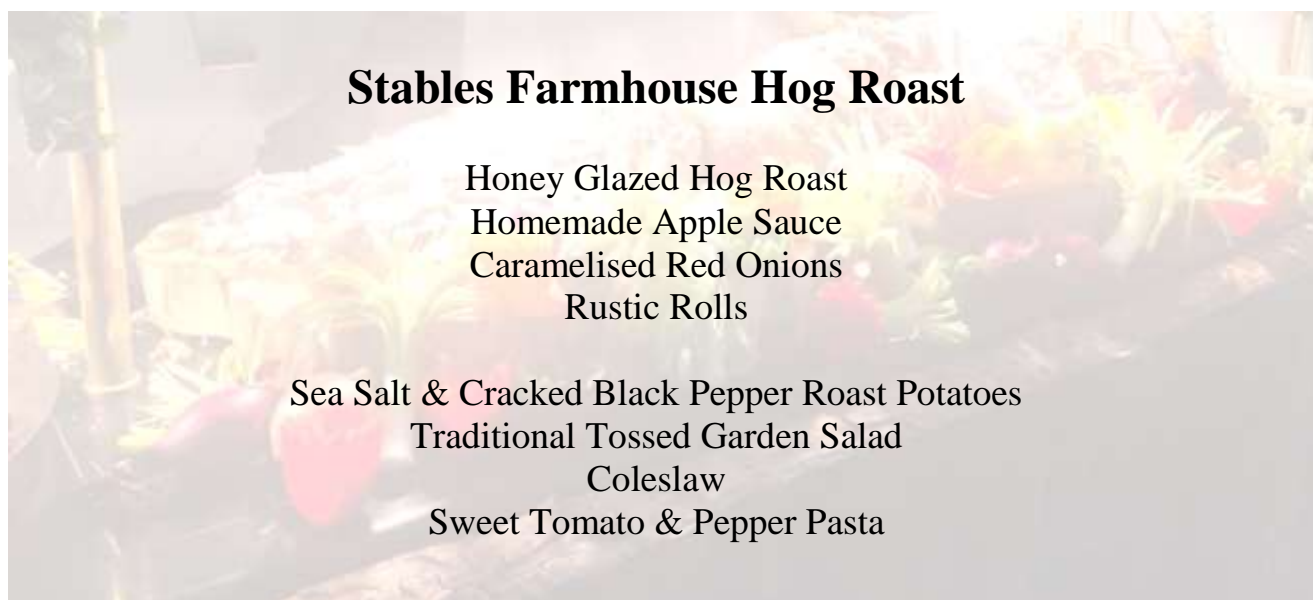 Stables Farmhouse Hog Roast
Honey Glazed Hog Roast
Homemade Apple Sauce
Caramelised Red Onions
Rustic Rolls
Sea Salt & Cracked Black Pepper Roast Potatoes
Traditional Tossed Garden Salad
Coleslaw
Sweet Tomato & Pepper Pasta